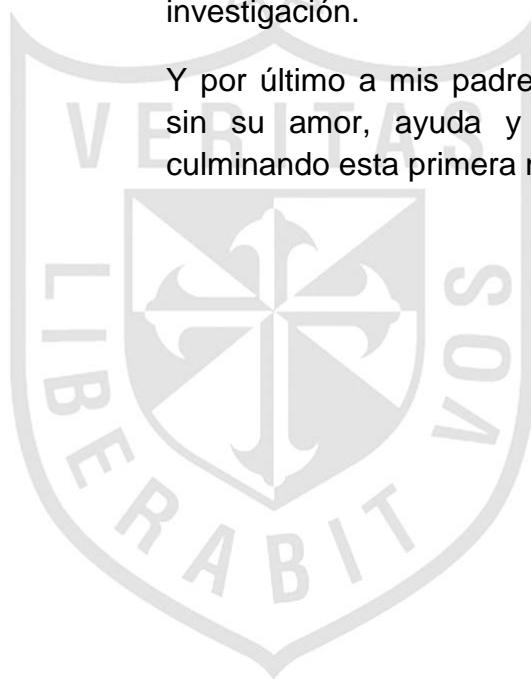 investigación.
Y por último a mis padre
sin su amor, ayuda y
culminando esta primera
VERITAS
LIBERABIT
VOS